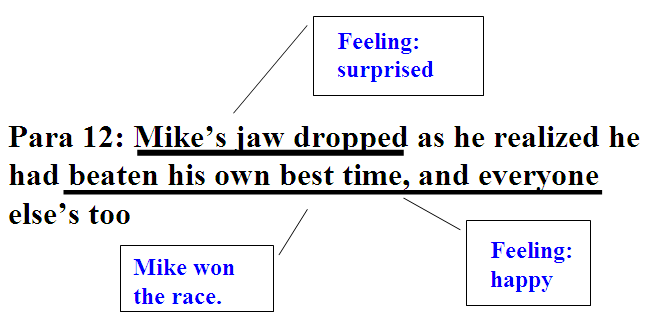 Feeling:
surprised
Para 12: Mike’s jaw dropped as he realized he
had beaten his own best time, and everyone
else’s too
Mike won
the race.
Feeling:
happy